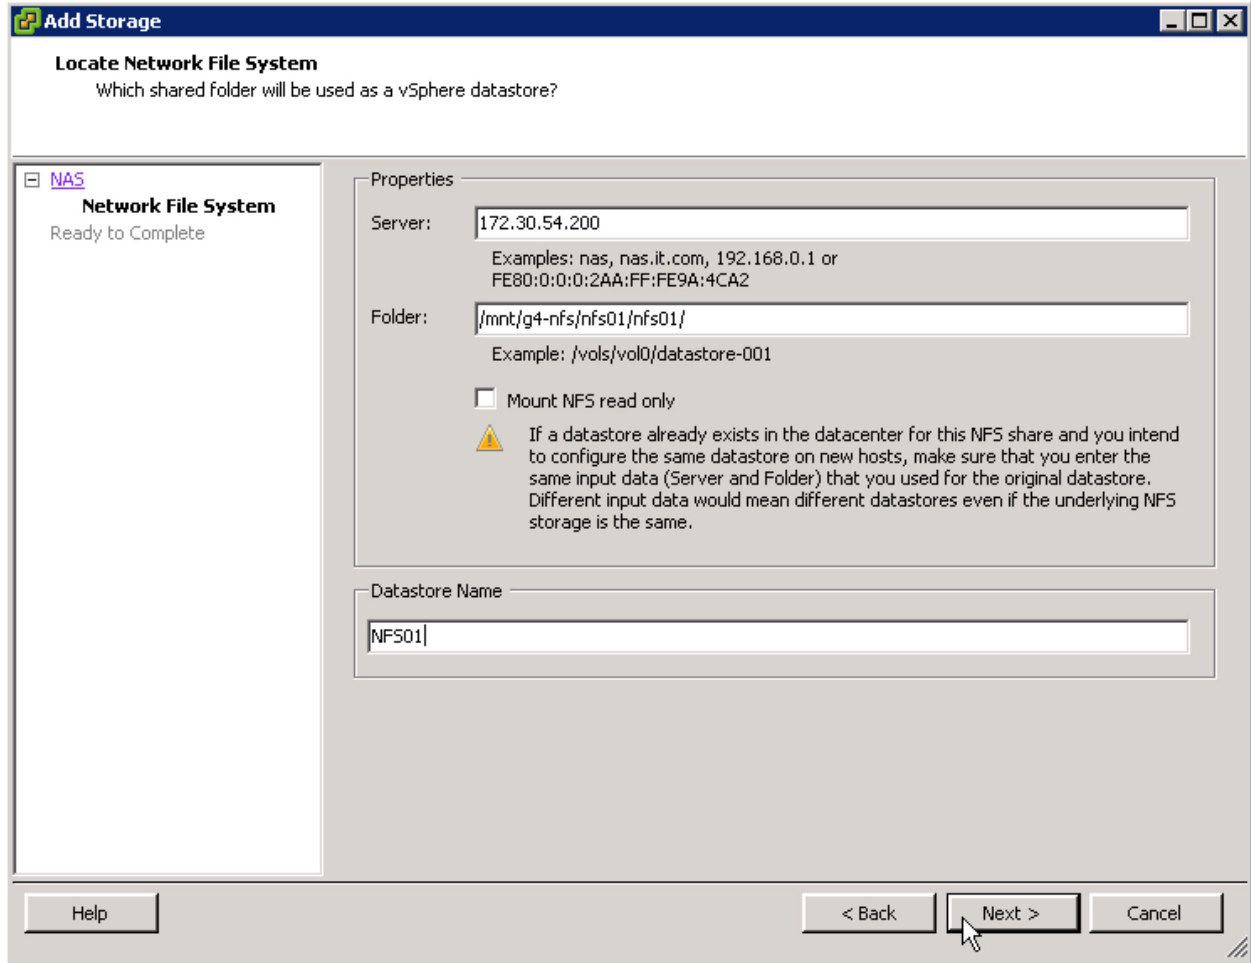 Add Storage
Locate Network File System
Which shared folder will be used as a vSphere datastore?
NAS
Network File System
Ready to Complete
Properties
Server:
172.30.54.200
Examples: nas, nas.it.com, 192.168.0.1 or
FE80:0:0:0:2AA:FF:FE9A:4CA2
Folder:
/mnt/g4-nfs/nfs01/nfs01/
Example: /vols/vol0/datastore-001
Mount NFS read only
If a datastore already exists in the datacenter for this NFS share and you intend
to configure the same datastore on new hosts, make sure that you enter the
same input data (Server and Folder) that you used for the original datastore.
Different input data would mean different datastores even if the underlying NFS
storage is the same.
Datastore Name
NFS01
Help
< Back
Next >
Cancel